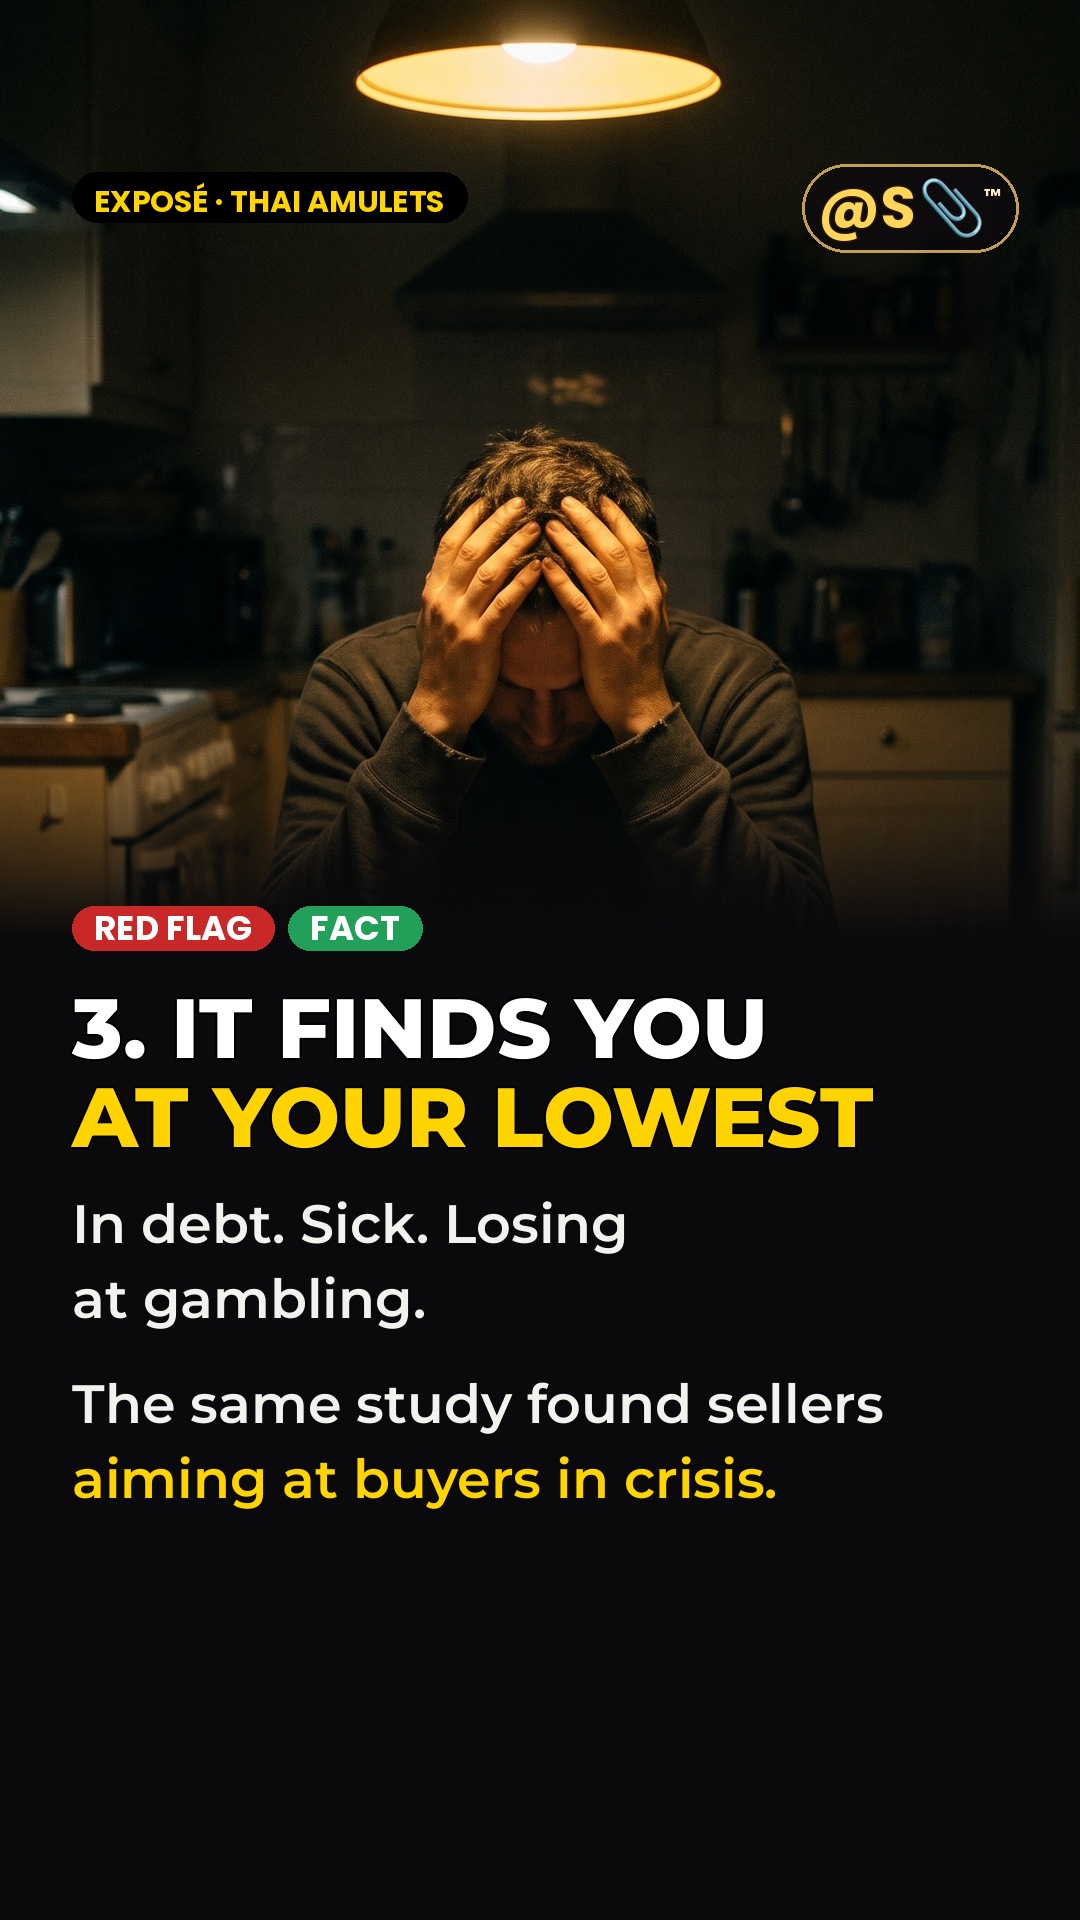 EXPOSÉ · THAI AMULETS
@S📎™
RED FLAG FACT
3. IT FINDS YOU
AT YOUR LOWEST
In debt. Sick. Losing
at gambling.
The same study found sellers
aiming at buyers in crisis.